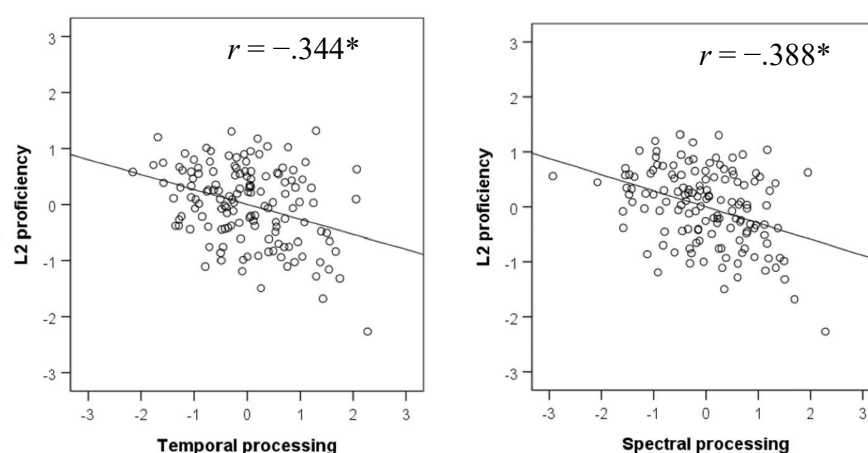 r = −.344*
3
2
1
0
-1
-2
-3
L2 proficiency
-3 -2 -1 0 1 2 3
Temporal processing
r = −.388*
3
2
1
0
-1
-2
-3
L2 proficiency
-3 -2 -1 0 1 2 3
Spectral processing